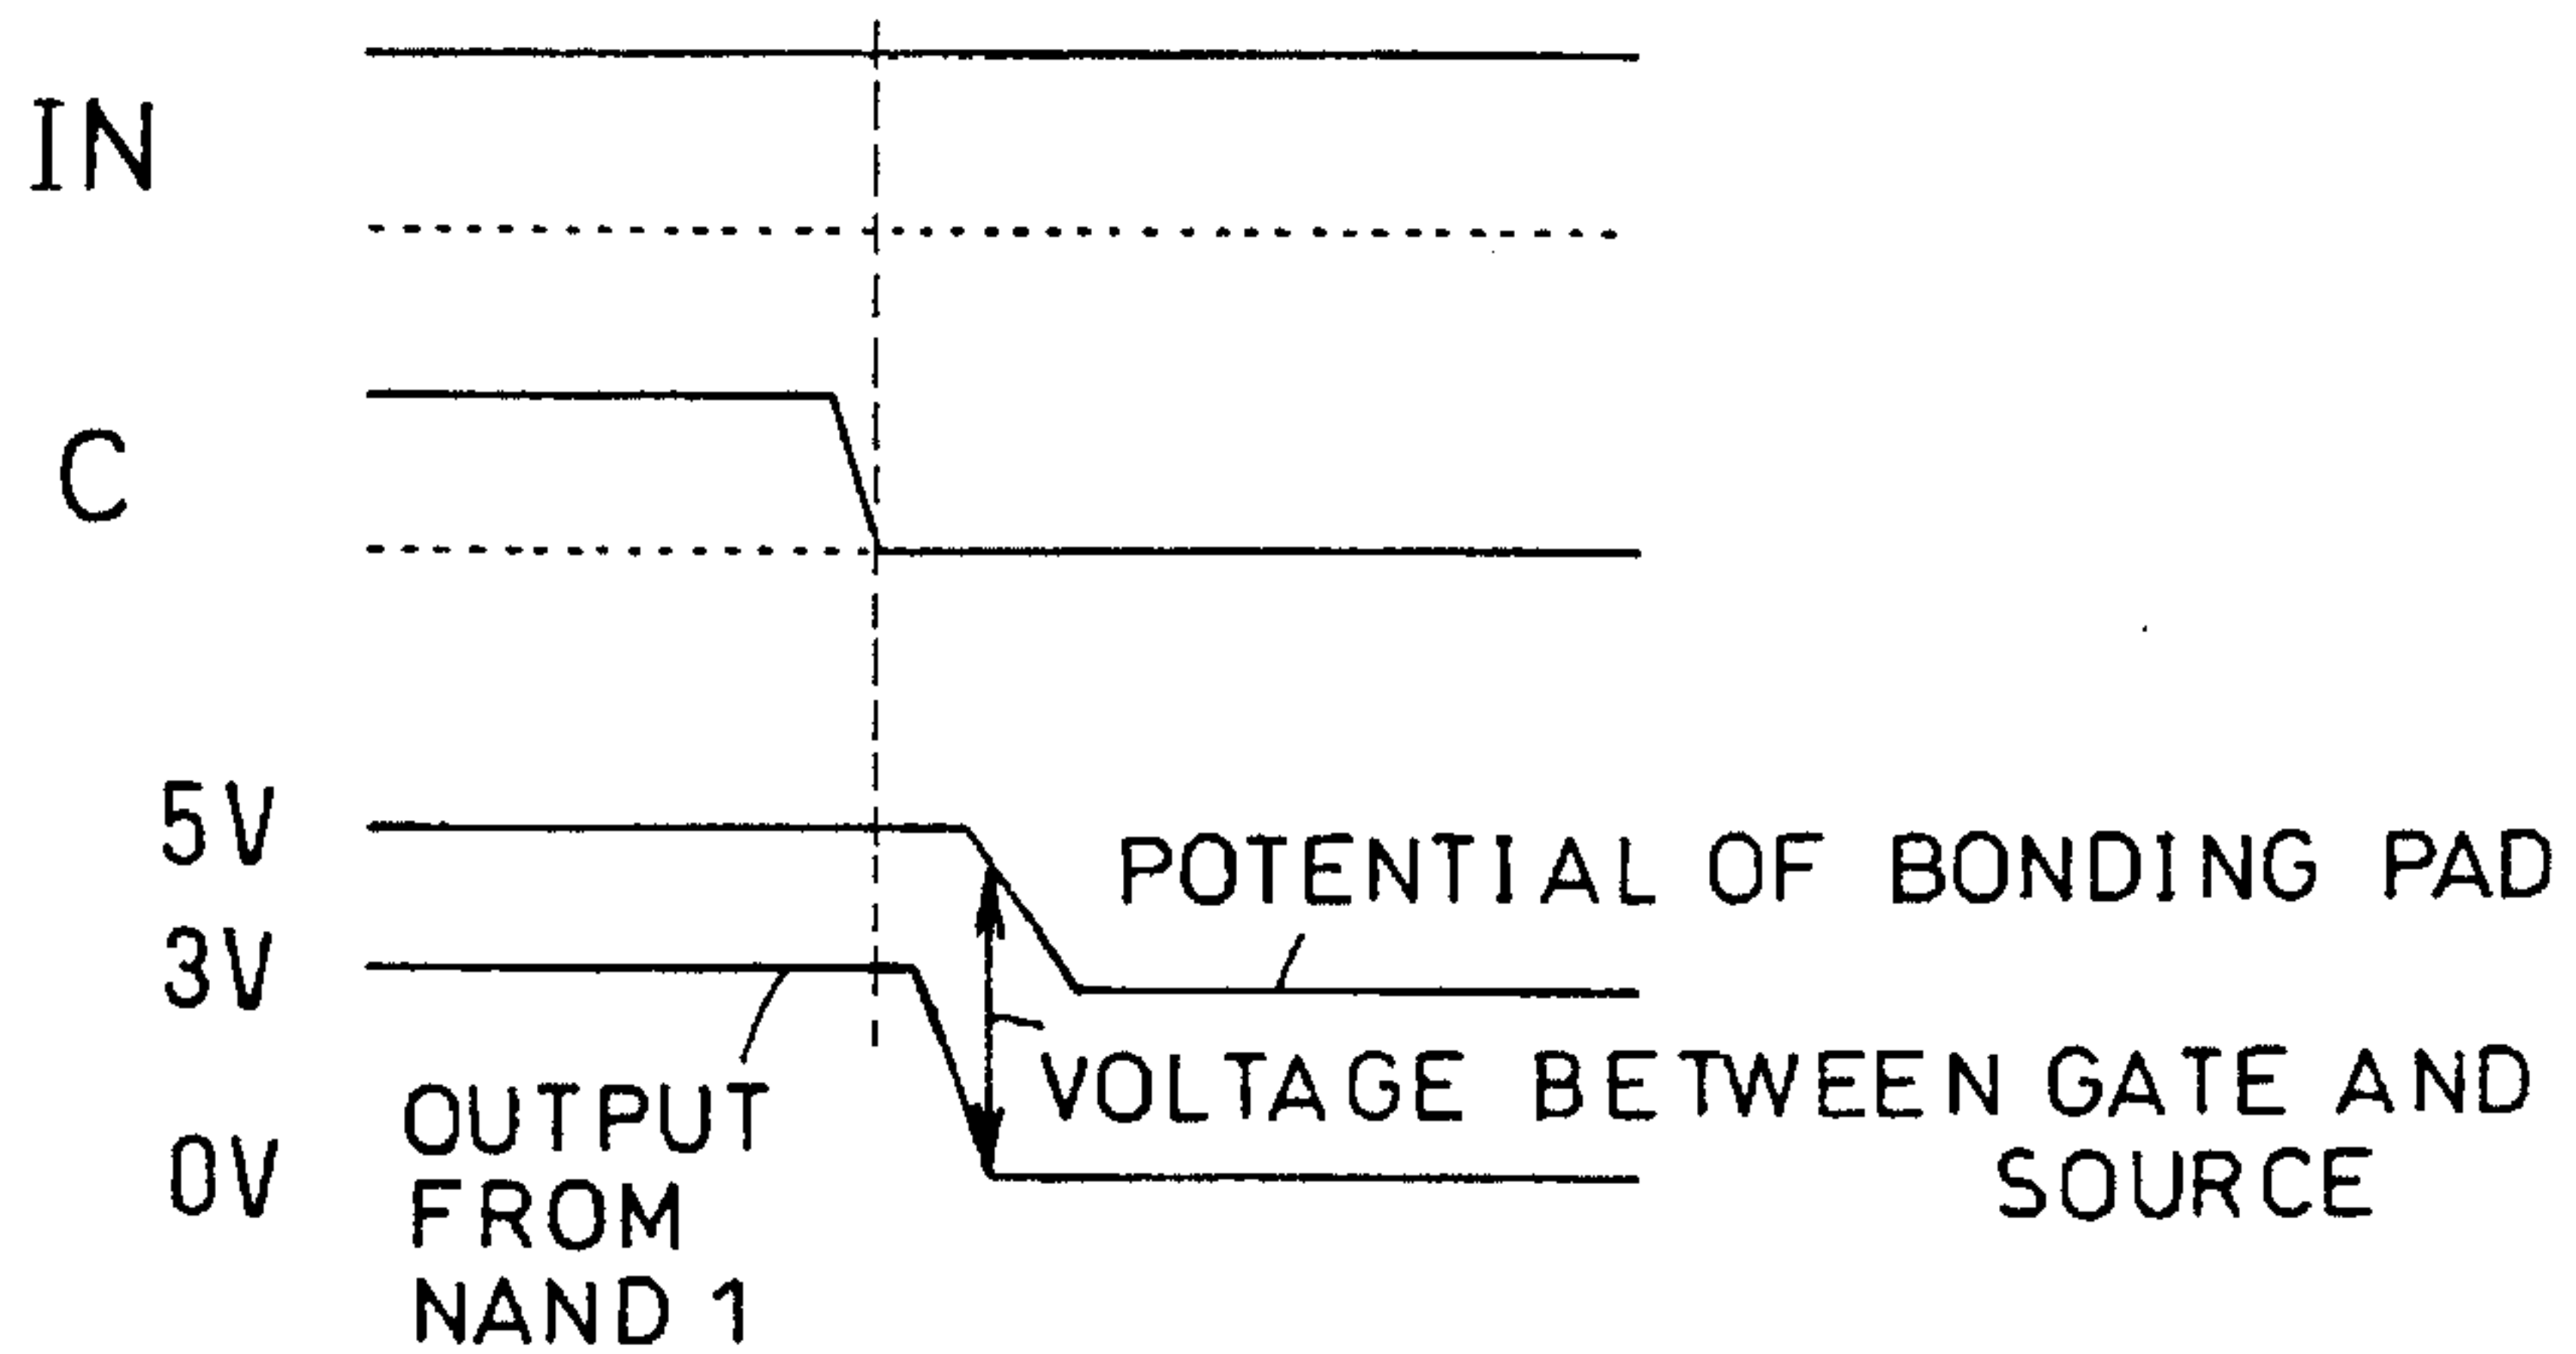 IN
C
5V
POTENTIAL OF BONDING PAD
3V
VOLTAGE BETWEEN GATE AND
SOURCE
0V
OUTPUT
FROM
NAND 1